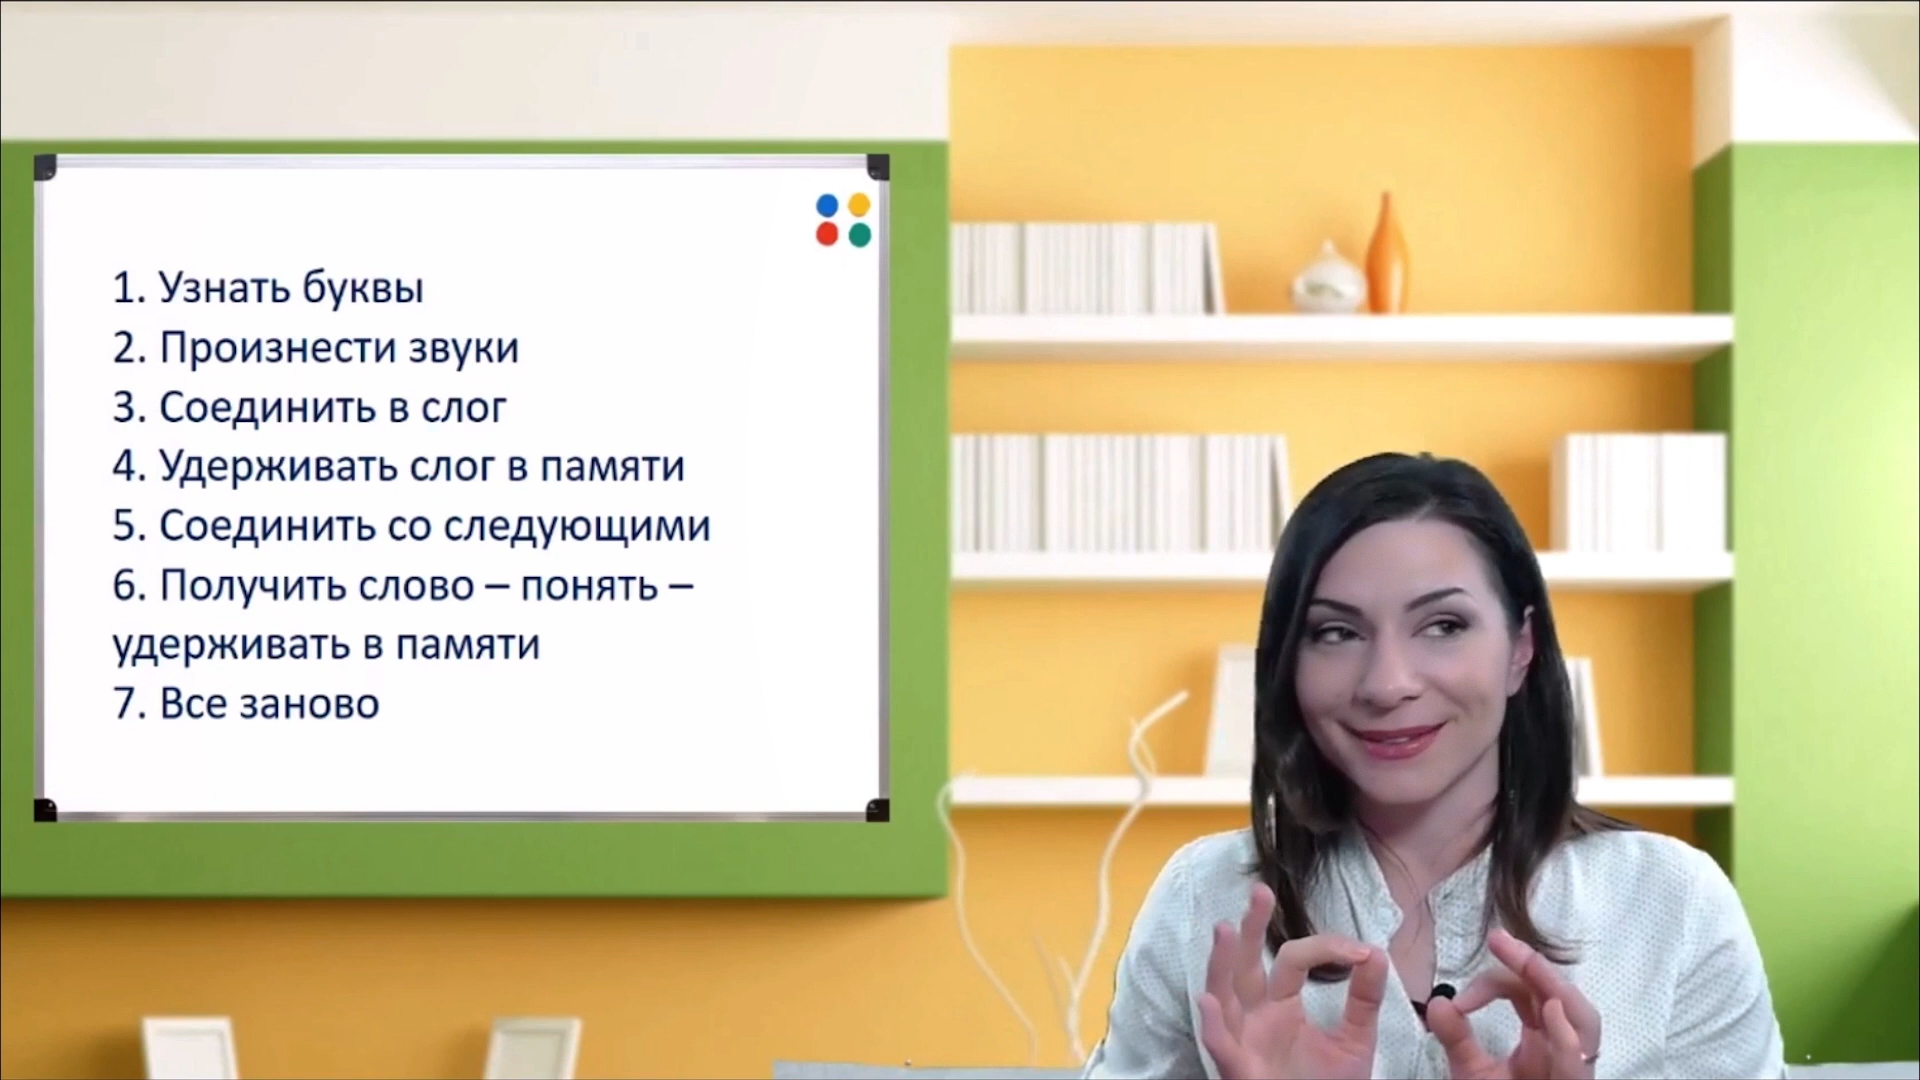 1. Узнать буквы
2. Произнести звуки
3. Соединить в слог
4. Удерживать слог в памяти
5. Соединить со следующими
6. Получить слово – понять –
удерживать в памяти
7. Все заново